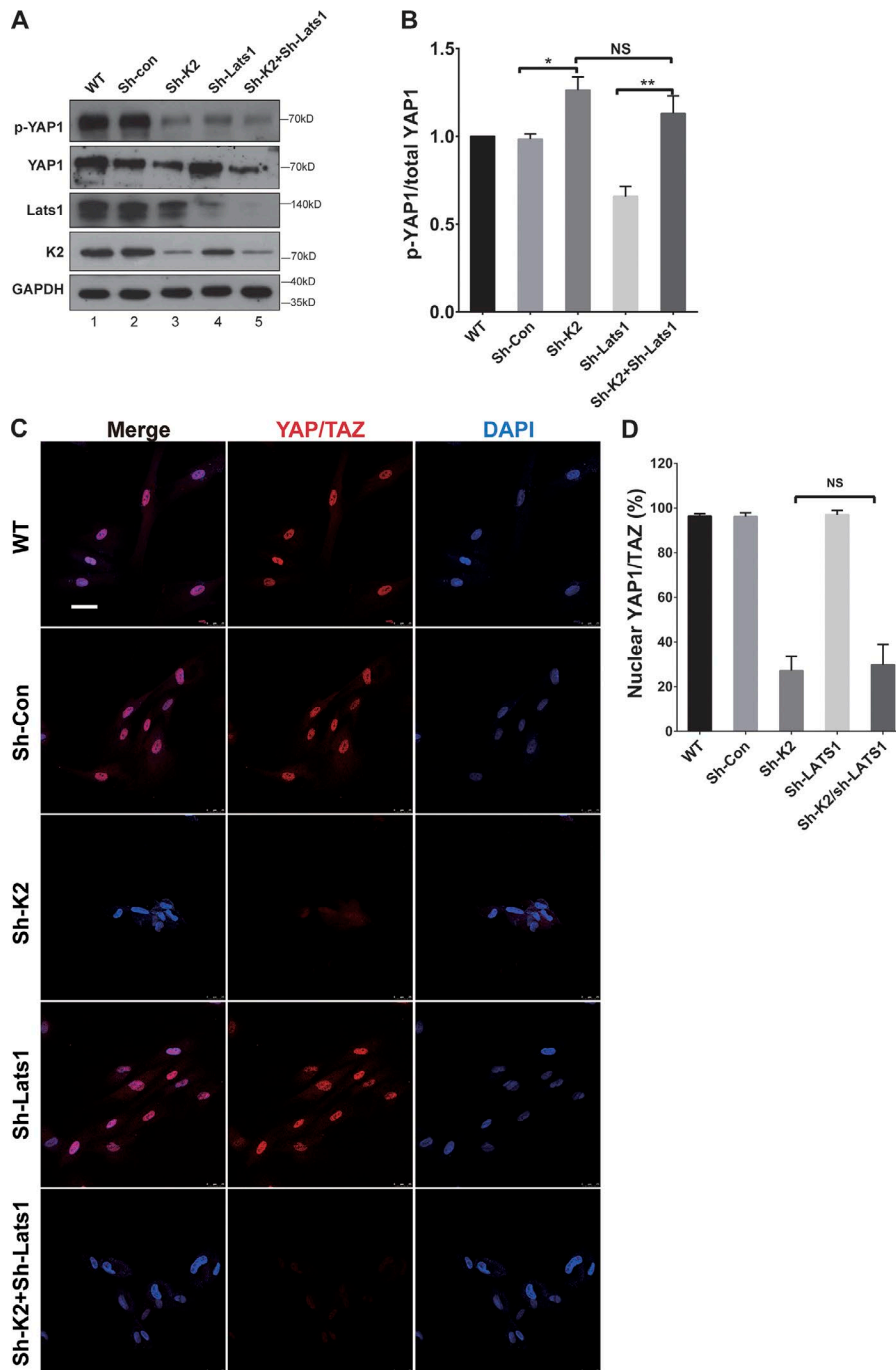 A
WT
Sh-con
Sh-K2
Sh-Lats1
Sh-K2+Sh-Lats1
p-YAP1
70kD
YAP1
70kD
Lats1
140kD
K2
70kD
GAPDH
40kD
35kD
1 2 3 4 5
B
p-YAP1/total YAP1
1.5
1.0
0.5
0.0
*
NS
**
WT
Sh-Con
Sh-K2
Sh-Lats1
Sh-K2+Sh-Lats1
C
Merge YAP/TAZ DAPI
WT
Sh-Con
Sh-K2
Sh-Lats1
Sh-K2+Sh-Lats1
D
Nuclear YAP1/TAZ (%)
120
100
80
60
40
20
0
NS
WT
Sh-Con
Sh-K2
Sh-LATS1
Sh-K2/sh-LATS1